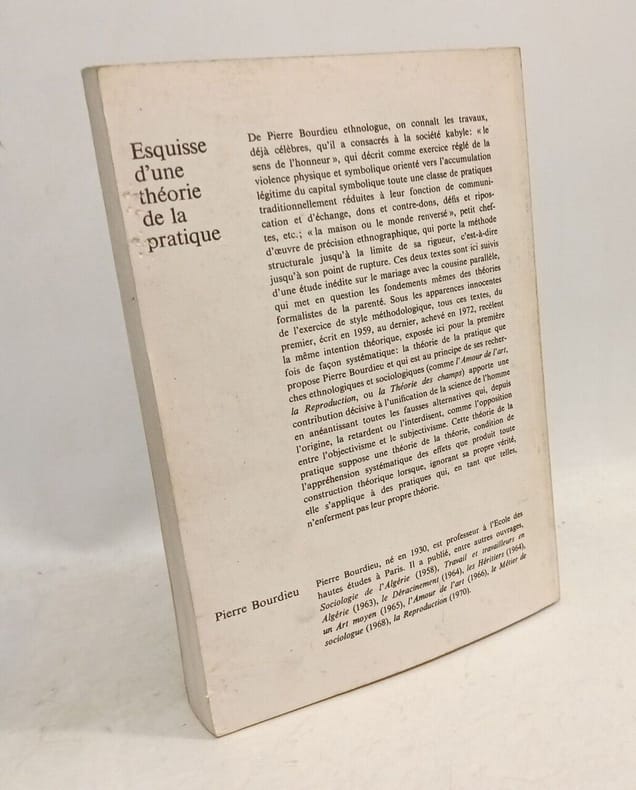 Esquisse
d'une
théorie
de la
pratique
De Pierre Bourdieu ethnologue, on connaît les travaux,
déjà célèbres, qu'il a consacrés à la société kabyle: « le
sens de l'honneur », qui décrit comme exercice réglé de la
violence physique et symbolique orienté vers l'accumulation
légitime du capital symbolique toute une classe de pratiques
traditionnellement réduites à leur fonction de communi-
cation et d'échange, dons et contre-dons, défis et ripos-
tes, etc.; « la maison ou le monde renversé », petit chef-
d'œuvre de précision ethnographique, qui porte la méthode
structurale jusqu'à la limite de sa rigueur, c'est-à-dire
jusqu'à son point de rupture. Ces deux textes sont ici suivis
d'une étude inédite sur le mariage avec la cousine parallèle,
qui met en question les fondements mêmes des théories
formalistes de la parenté. Sous les apparences innocentes
de l'exercice de style méthodologique, tous ces textes, du
premier, écrit en 1959, au dernier, achevé en 1972, recèlent
la même intention théorique, exposée ici pour la première
fois de façon systématique: la théorie de la pratique que
propose Pierre Bourdieu et qui est au principe de ses recher-
ches ethnologiques et sociologiques (comme l'Amour de l'art,
la Reproduction, ou la Théorie des champs) apporte une
contribution décisive à l'unification de la science de l'homme
en anéantissant toutes les fausses alternatives qui, depuis
l'origine, la retardent ou l'interdisent, comme l'opposition
entre l'objectivisme et le subjectivisme. Cette théorie de la
pratique suppose une théorie de la théorie, condition de
l'appréhension systématique des effets que produit toute
construction théorique lorsque, ignorant sa propre vérité,
elle s'applique à des pratiques qui, en tant que telles,
n'enferment pas leur propre théorie.
Pierre Bourdieu
Pierre Bourdieu, né en 1930, est professeur à l'Ecole des
hautes études à Paris. Il a publié, entre autres ouvrages,
Sociologie de l'Algérie (1958), Travail et travailleurs en
Algérie (1963), le Déracinement (1964), les Héritiers (1964),
un Art moyen (1965), l'Amour de l'art (1966), le Métier de
sociologue (1968), la Reproduction (1970).